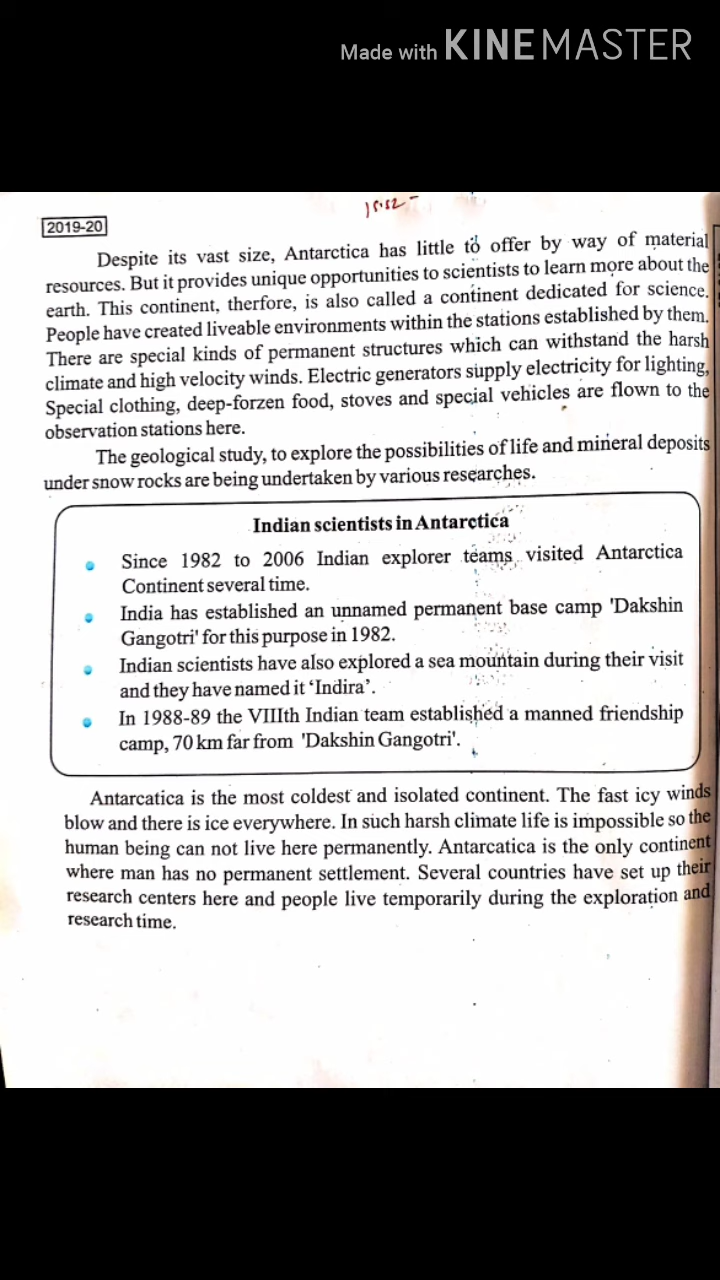 Made with KINEMASTER
15.52 -
2019-20
Despite its vast size, Antarctica has little to offer by way of material
resources. But it provides unique opportunities to scientists to learn more about the
earth. This continent, therfore, is also called a continent dedicated for science.
People have created liveable environments within the stations established by them.
There are special kinds of permanent structures which can withstand the harsh
climate and high velocity winds. Electric generators supply electricity for lighting,
Special clothing, deep-forzen food, stoves and special vehicles are flown to the
observation stations here.
The geological study, to explore the possibilities of life and mineral deposits
under snow rocks are being undertaken by various researches.
Indian scientists in Antarctica
• Since 1982 to 2006 Indian explorer teams visited Antarctica
Continent several time.
• India has established an unnamed permanent base camp 'Dakshin
Gangotri' for this purpose in 1982.
• Indian scientists have also explored a sea mountain during their visit
and they have named it ‘Indira’.
• In 1988-89 the VIIIth Indian team established a manned friendship
camp, 70 km far from 'Dakshin Gangotri'.
Antarcatica is the most coldest and isolated continent. The fast icy winds
blow and there is ice everywhere. In such harsh climate life is impossible so the
human being can not live here permanently. Antarcatica is the only continent
where man has no permanent settlement. Several countries have set up their
research centers here and people live temporarily during the exploration and
research time.